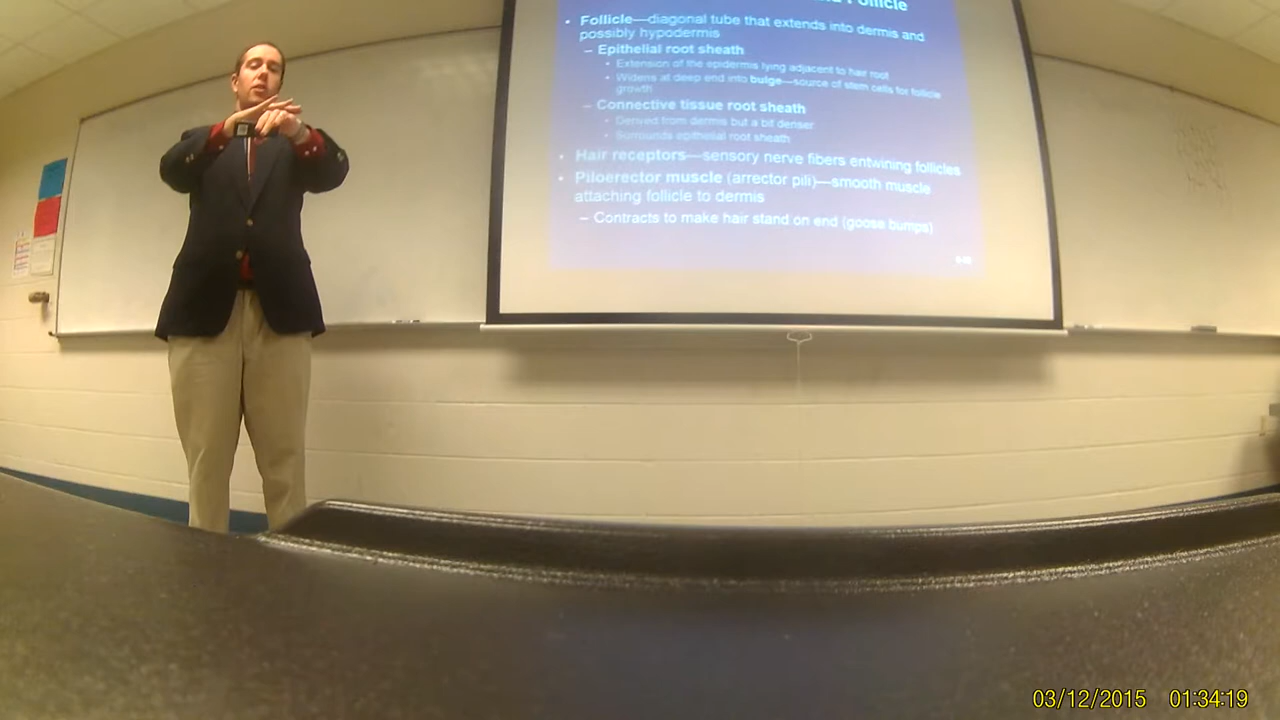 Follicle
• Follicle—diagonal tube that extends into dermis and
possibly hypodermis
– Epithelial root sheath
• Extension of the epidermis lying adjacent to hair root
• Widens at deep end into bulge—source of stem cells for follicle
growth
– Connective tissue root sheath
• Derived from dermis but a bit denser
• Surrounds epithelial root sheath
• Hair receptors—sensory nerve fibers entwining follicles
• Piloerector muscle (arrector pili)—smooth muscle
attaching follicle to dermis
– Contracts to make hair stand on end (goose bumps)
03/12/2015 01:34:19